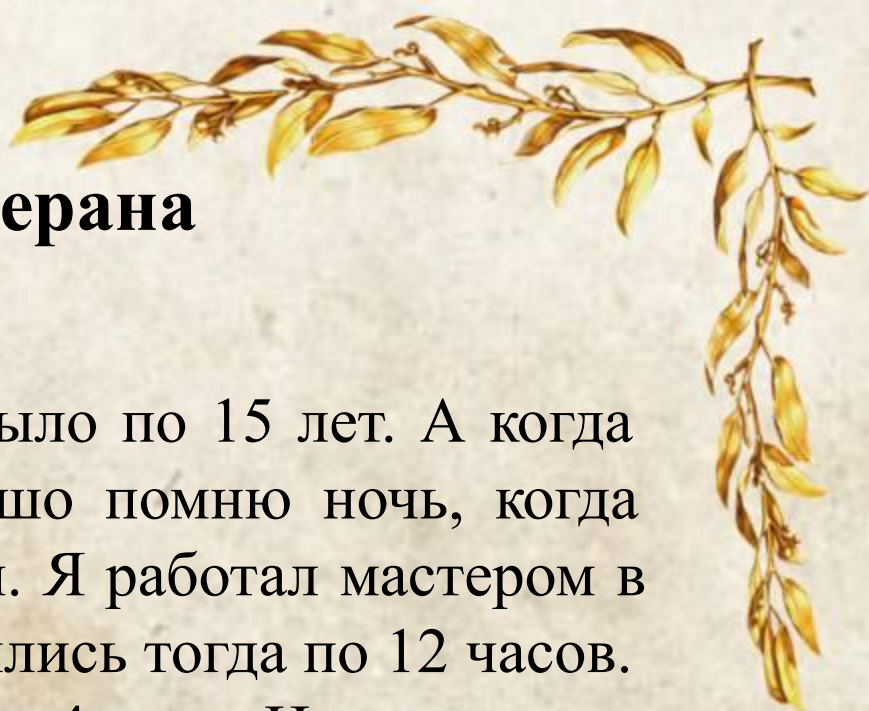 ерана
ыло по 15 лет. А когда
шо помню ночь, когда
. Я работал мастером в
лись тогда по 12 часов.